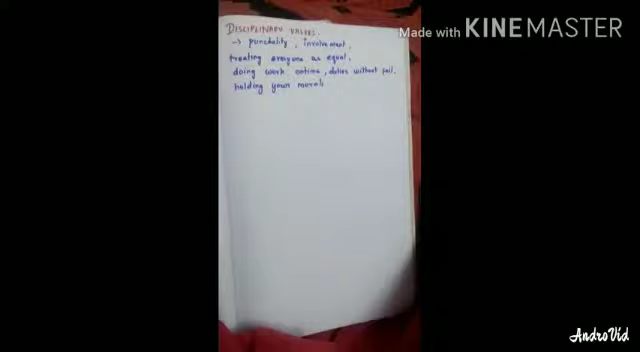 Made with KINEMASTER
DISCIPLINARY VALUES.
→ punctuality, involvement,
treating everyone as equal,
doing work ontime, duties without fail.
holding your morals
AndroVid